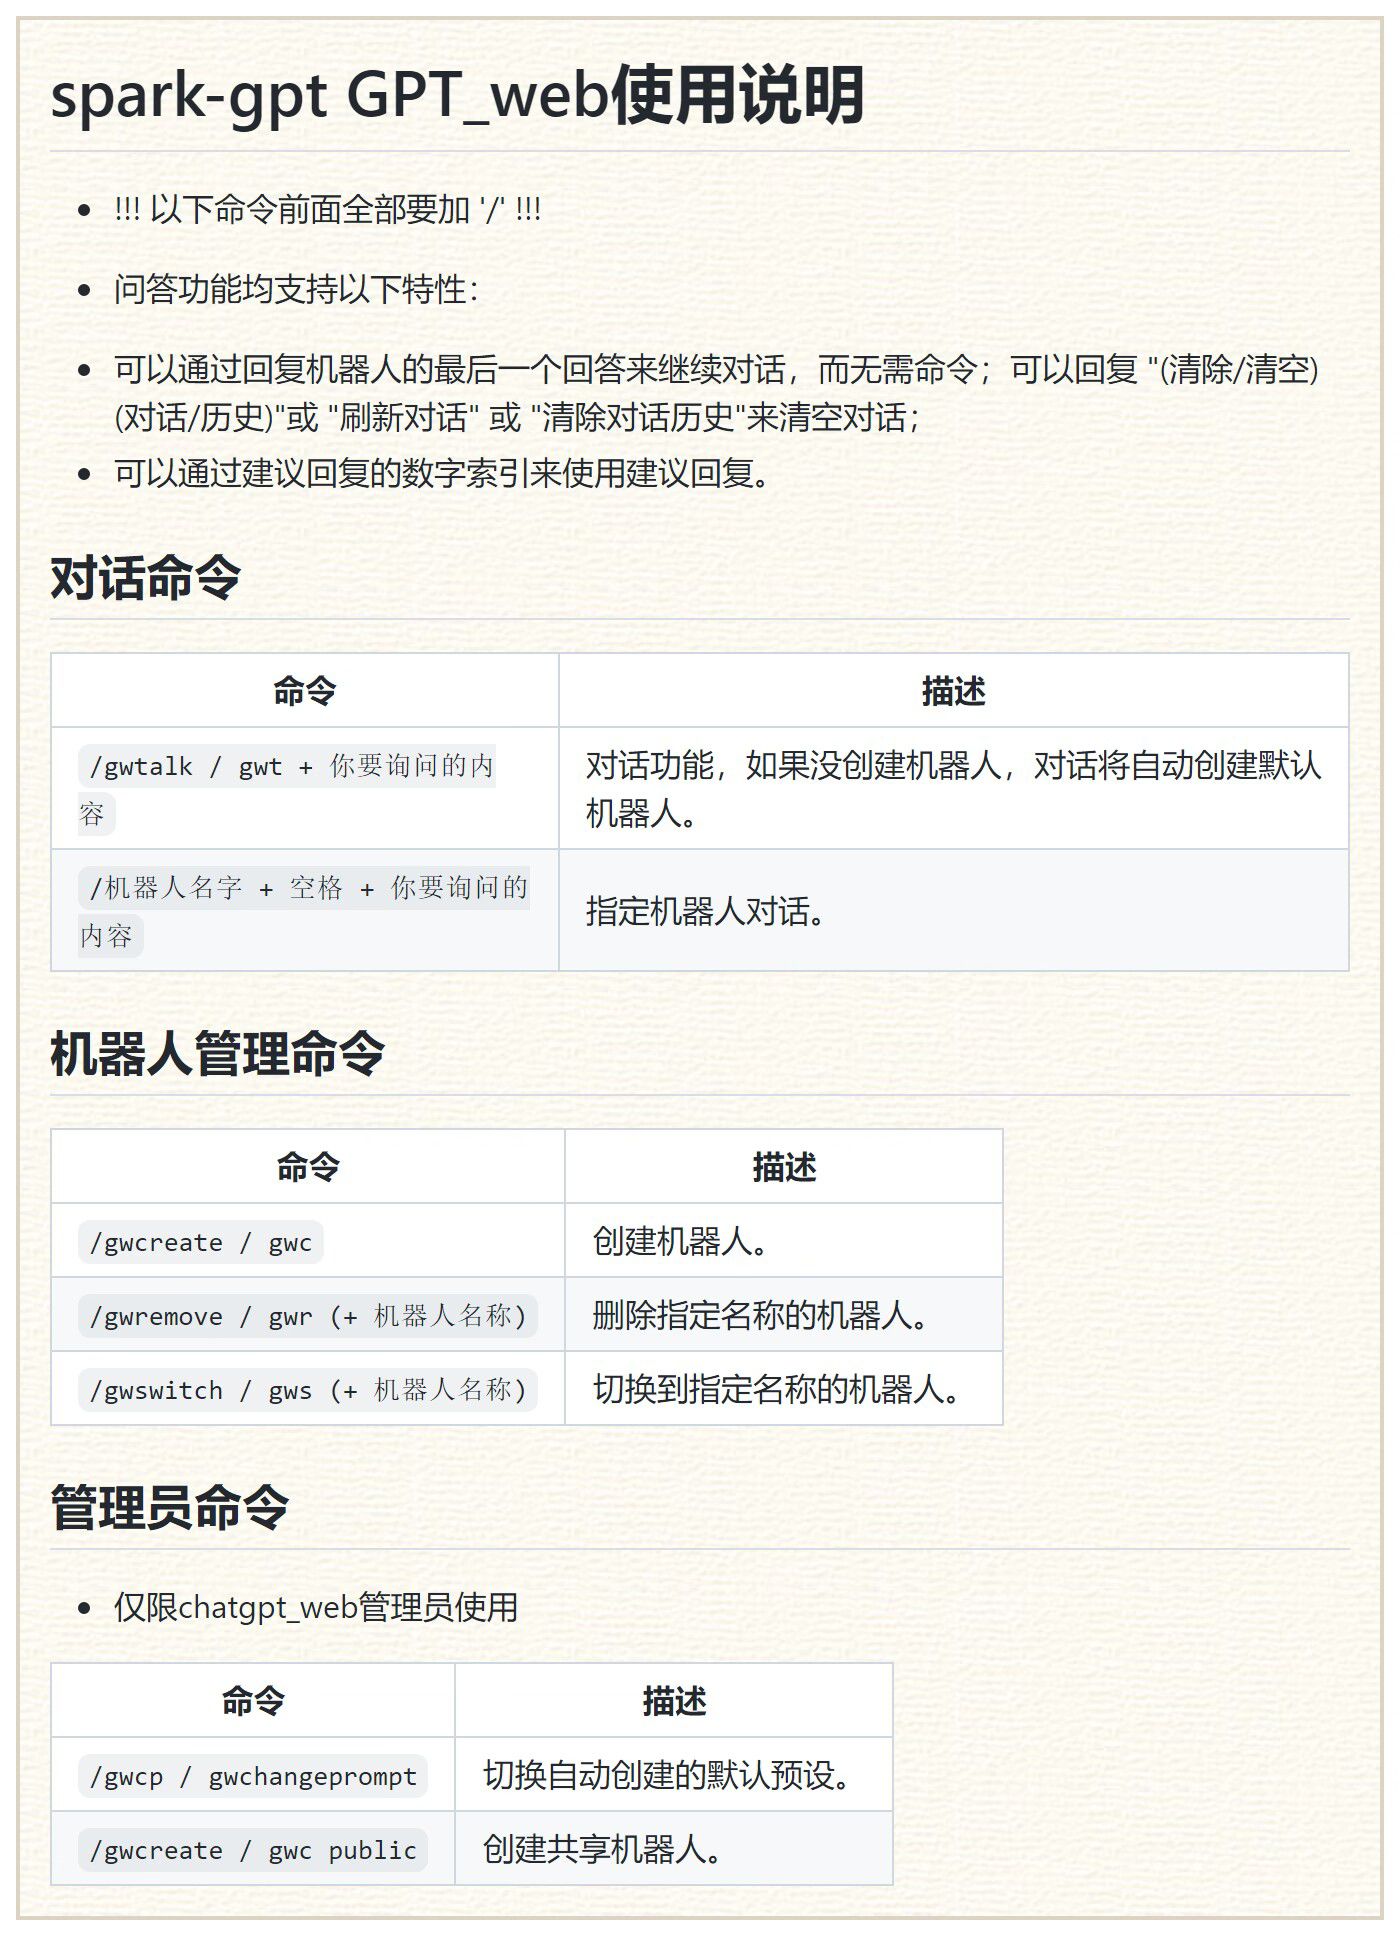 spark-gpt GPT_web使用说明
!!! 以下命令前面全部要加 '/' !!!
问答功能均支持以下特性：
可以通过回复机器人的最后一个回答来继续对话，而无需命令；可以回复 "(清除/清空)
(对话/历史)"或 "刷新对话" 或 "清除对话历史"来清空对话；
可以通过建议回复的数字索引来使用建议回复。
对话命令
命令 描述
/gwtalk / gwt + 你要询问的内
容
对话功能，如果没创建机器人，对话将自动创建默认
机器人。
/机器人名字 + 空格 + 你要询问的
内容
指定机器人对话。
机器人管理命令
命令 描述
/gwcreate / gwc 创建机器人。
/gwremove / gwr (+ 机器人名称) 删除指定名称的机器人。
/gwswitch / gws (+ 机器人名称) 切换到指定名称的机器人。
管理员命令
仅限chatgpt_web管理员使用
命令 描述
/gwcp / gwchangeprompt 切换自动创建的默认预设。
/gwcreate / gwc public 创建共享机器人。